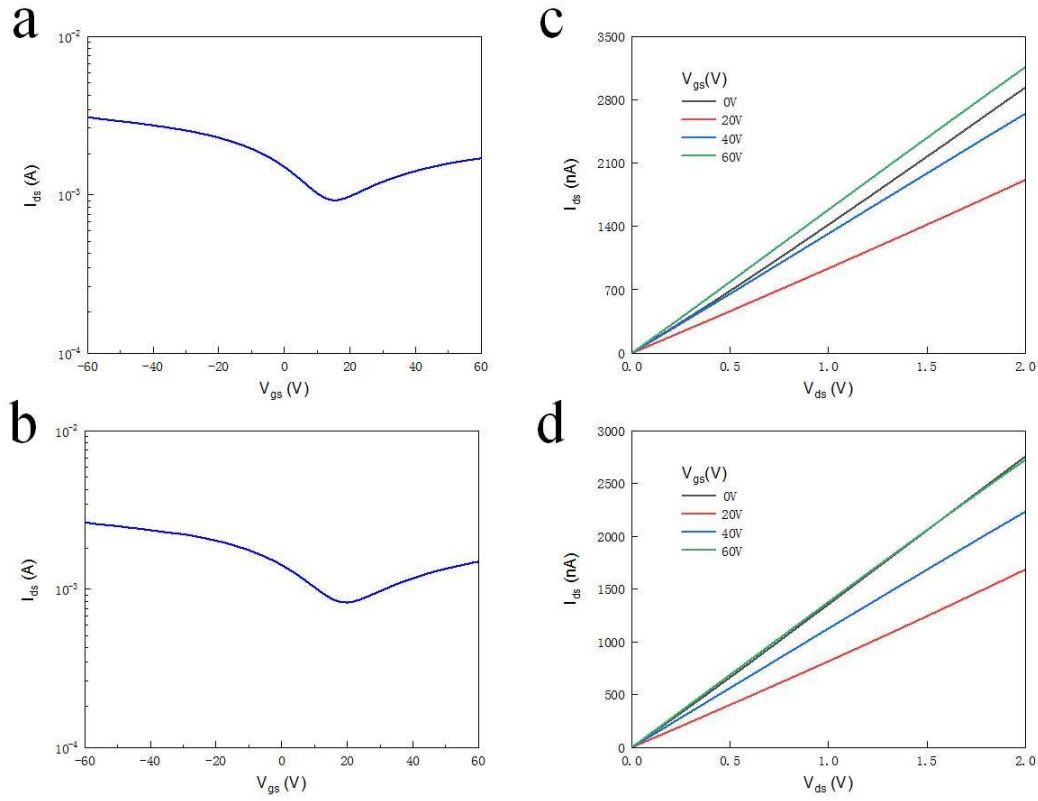 a
10⁻²
10⁻³
10⁻⁴
I_ds (A)
-60 -40 -20 0 20 40 60
V_gs (V)
c
3500
2800
2100
1400
700
0
I_ds (nA)
V_gs(V)
0V
20V
40V
60V
0.0 0.5 1.0 1.5 2.0
V_ds (V)
b
10⁻²
10⁻³
10⁻⁴
I_ds (A)
-60 -40 -20 0 20 40 60
V_gs (V)
d
3000
2500
2000
1500
1000
500
0
I_ds (nA)
V_gs(V)
0V
20V
40V
60V
0.0 0.5 1.0 1.5 2.0
V_ds (V)